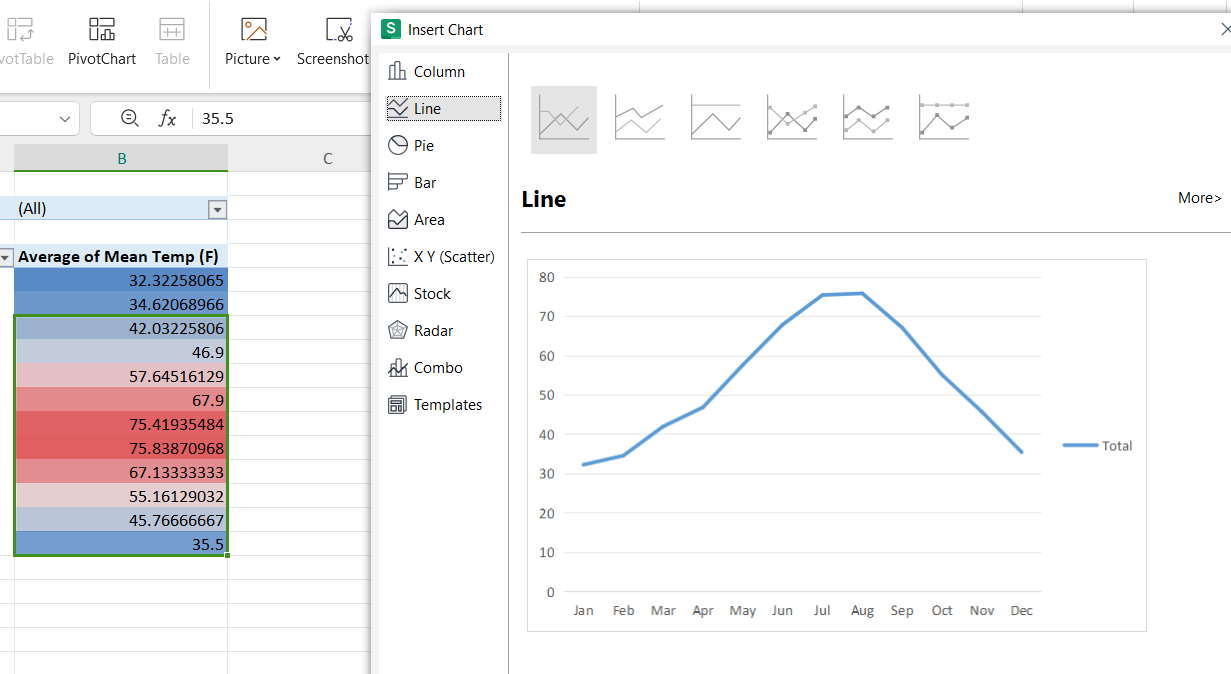 Insert Chart
votTable
PivotChart
Table
Picture
Screenshot
fx
35.5
B
C
(All)
Average of Mean Temp (F)
32.32258065
34.62068966
42.03225806
46.9
57.64516129
67.9
75.41935484
75.83870968
67.13333333
55.16129032
45.76666667
35.5
S
Column
Line
Pie
Bar
Area
X Y (Scatter)
Stock
Radar
Combo
Templates
Line
More>
80
70
60
50
40
30
20
10
0
Jan Feb Mar Apr May Jun Jul Aug Sep Oct Nov Dec
Total